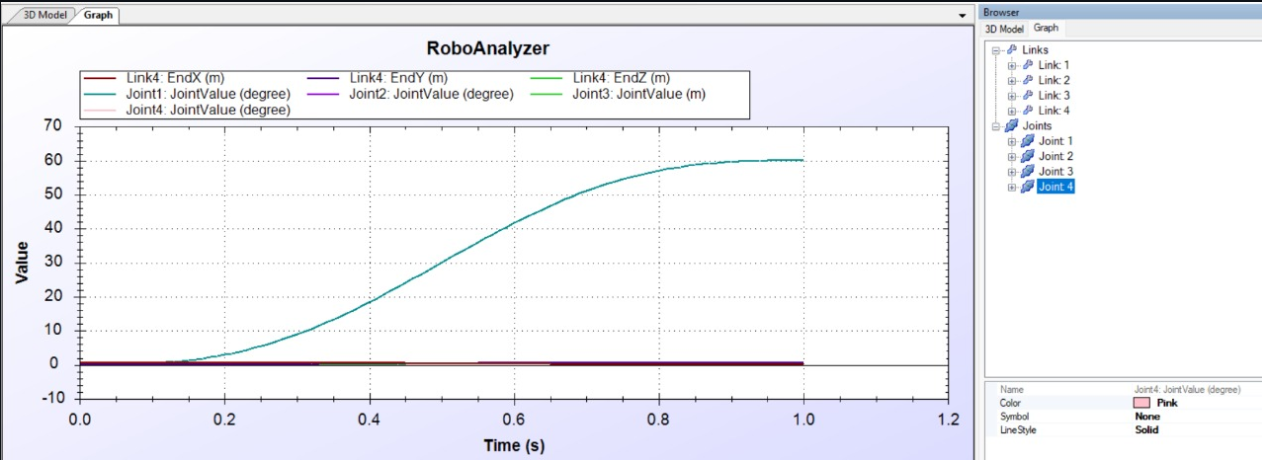 3D Model Graph
RoboAnalyzer
Link4: EndX (m) Link4: EndY (m) Link4: EndZ (m)
Joint1: JointValue (degree) Joint2: JointValue (degree) Joint3: JointValue (m)
Joint4: JointValue (degree)
70
60
50
40
30
20
10
0
-10
Value
0.0 0.2 0.4 0.6 0.8 1.0 1.2
Time (s)
Browser
3D Model Graph
Links
Link: 1
Link: 2
Link: 3
Link: 4
Joints
Joint: 1
Joint: 2
Joint: 3
Joint: 4
Name Joint4: JointValue (degree)
Color Pink
Symbol None
LineStyle Solid